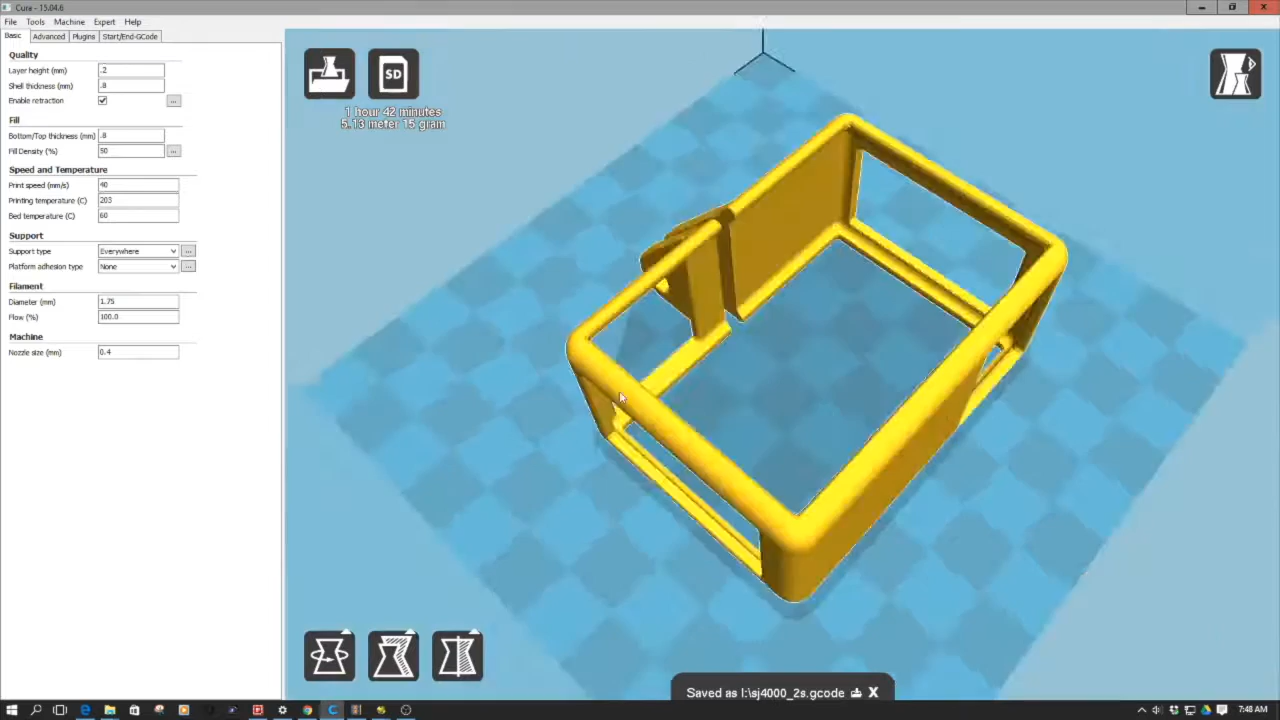 Cura - 15.04.6
File Tools Machine Expert Help
Basic Advanced Plugins Start/End-GCode
Quality
Layer height (mm) .2
Shell thickness (mm) .8
Enable retraction
...
Fill
Bottom/Top thickness (mm) .8
Fill Density (%) 50 ...
Speed and Temperature
Print speed (mm/s) 40
Printing temperature (C) 203
Bed temperature (C) 60
Support
Support type Everywhere ...
Platform adhesion type None ...
Filament
Diameter (mm) 1.75
Flow (%) 100.0
Machine
Nozzle size (mm) 0.4
SD
1 hour 42 minutes
5.13 meter 15 gram
Saved as I:\sj4000_2s.gcode X
7:48 AM